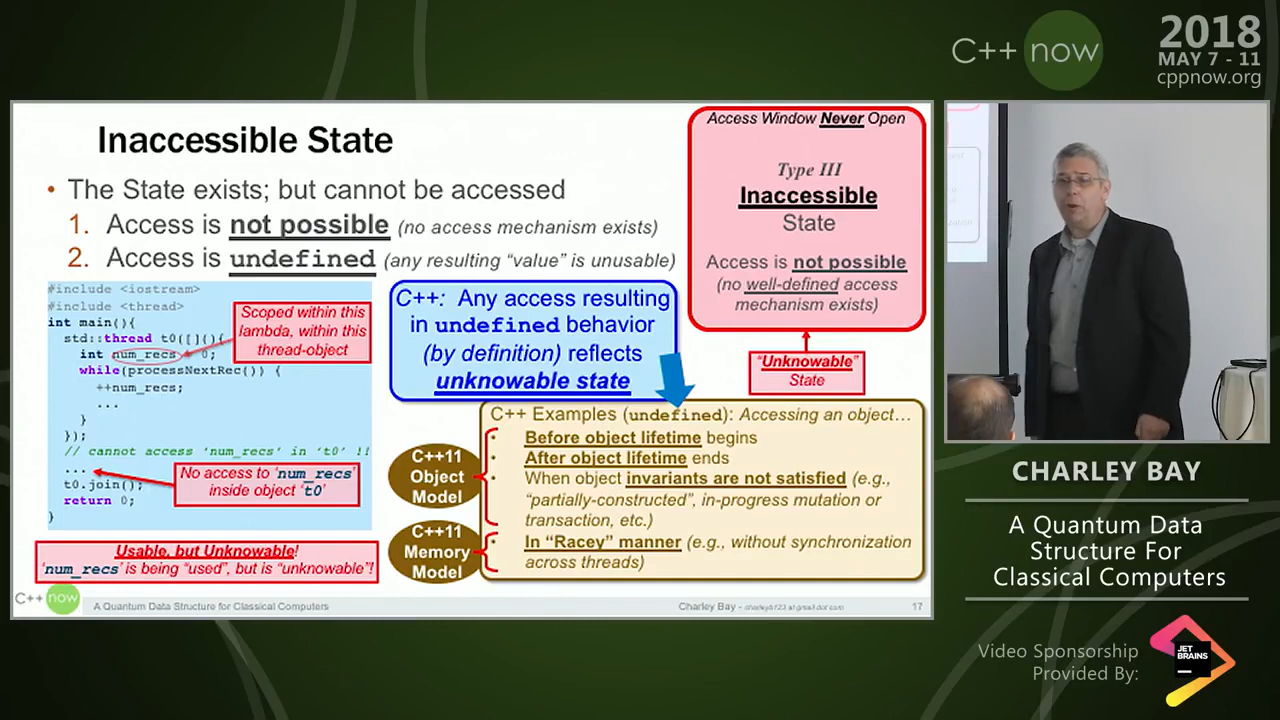 C++ now
2018
MAY 7 - 11
cppnow.org
Inaccessible State
• The State exists; but cannot be accessed
1. Access is not possible (no access mechanism exists)
2. Access is undefined (any resulting "value" is unusable)
Access Window Never Open
Type III
Inaccessible
State
Access is not possible
(no well-defined access
mechanism exists)
"Unknowable"
State
#include <iostream>
#include <thread>
int main(){
std::thread t0([](){
int num_recs = 0;
while(processNextRec()) {
++num_recs;
...
}
});
// cannot access 'num_recs' in 't0' !!
...
t0.join();
return 0;
}
Scoped within this
lambda, within this
thread-object
No access to 'num_recs'
inside object 't0'
Usable, but Unknowable!
'num_recs' is being "used", but is "unknowable"!
C++: Any access resulting
in undefined behavior
(by definition) reflects
unknowable state
C++11
Object
Model
C++11
Memory
Model
C++ Examples (undefined): Accessing an object…
• Before object lifetime begins
• After object lifetime ends
• When object invariants are not satisfied (e.g.,
"partially-constructed", in-progress mutation or
transaction, etc.)
• In "Racey" manner (e.g., without synchronization
across threads)
C++ now
A Quantum Data Structure for Classical Computers
Charley Bay – charleyb123 at gmail dot com
17
CHARLEY BAY
A Quantum Data
Structure For
Classical Computers
Video Sponsorship
Provided By:
JET
BRAINS